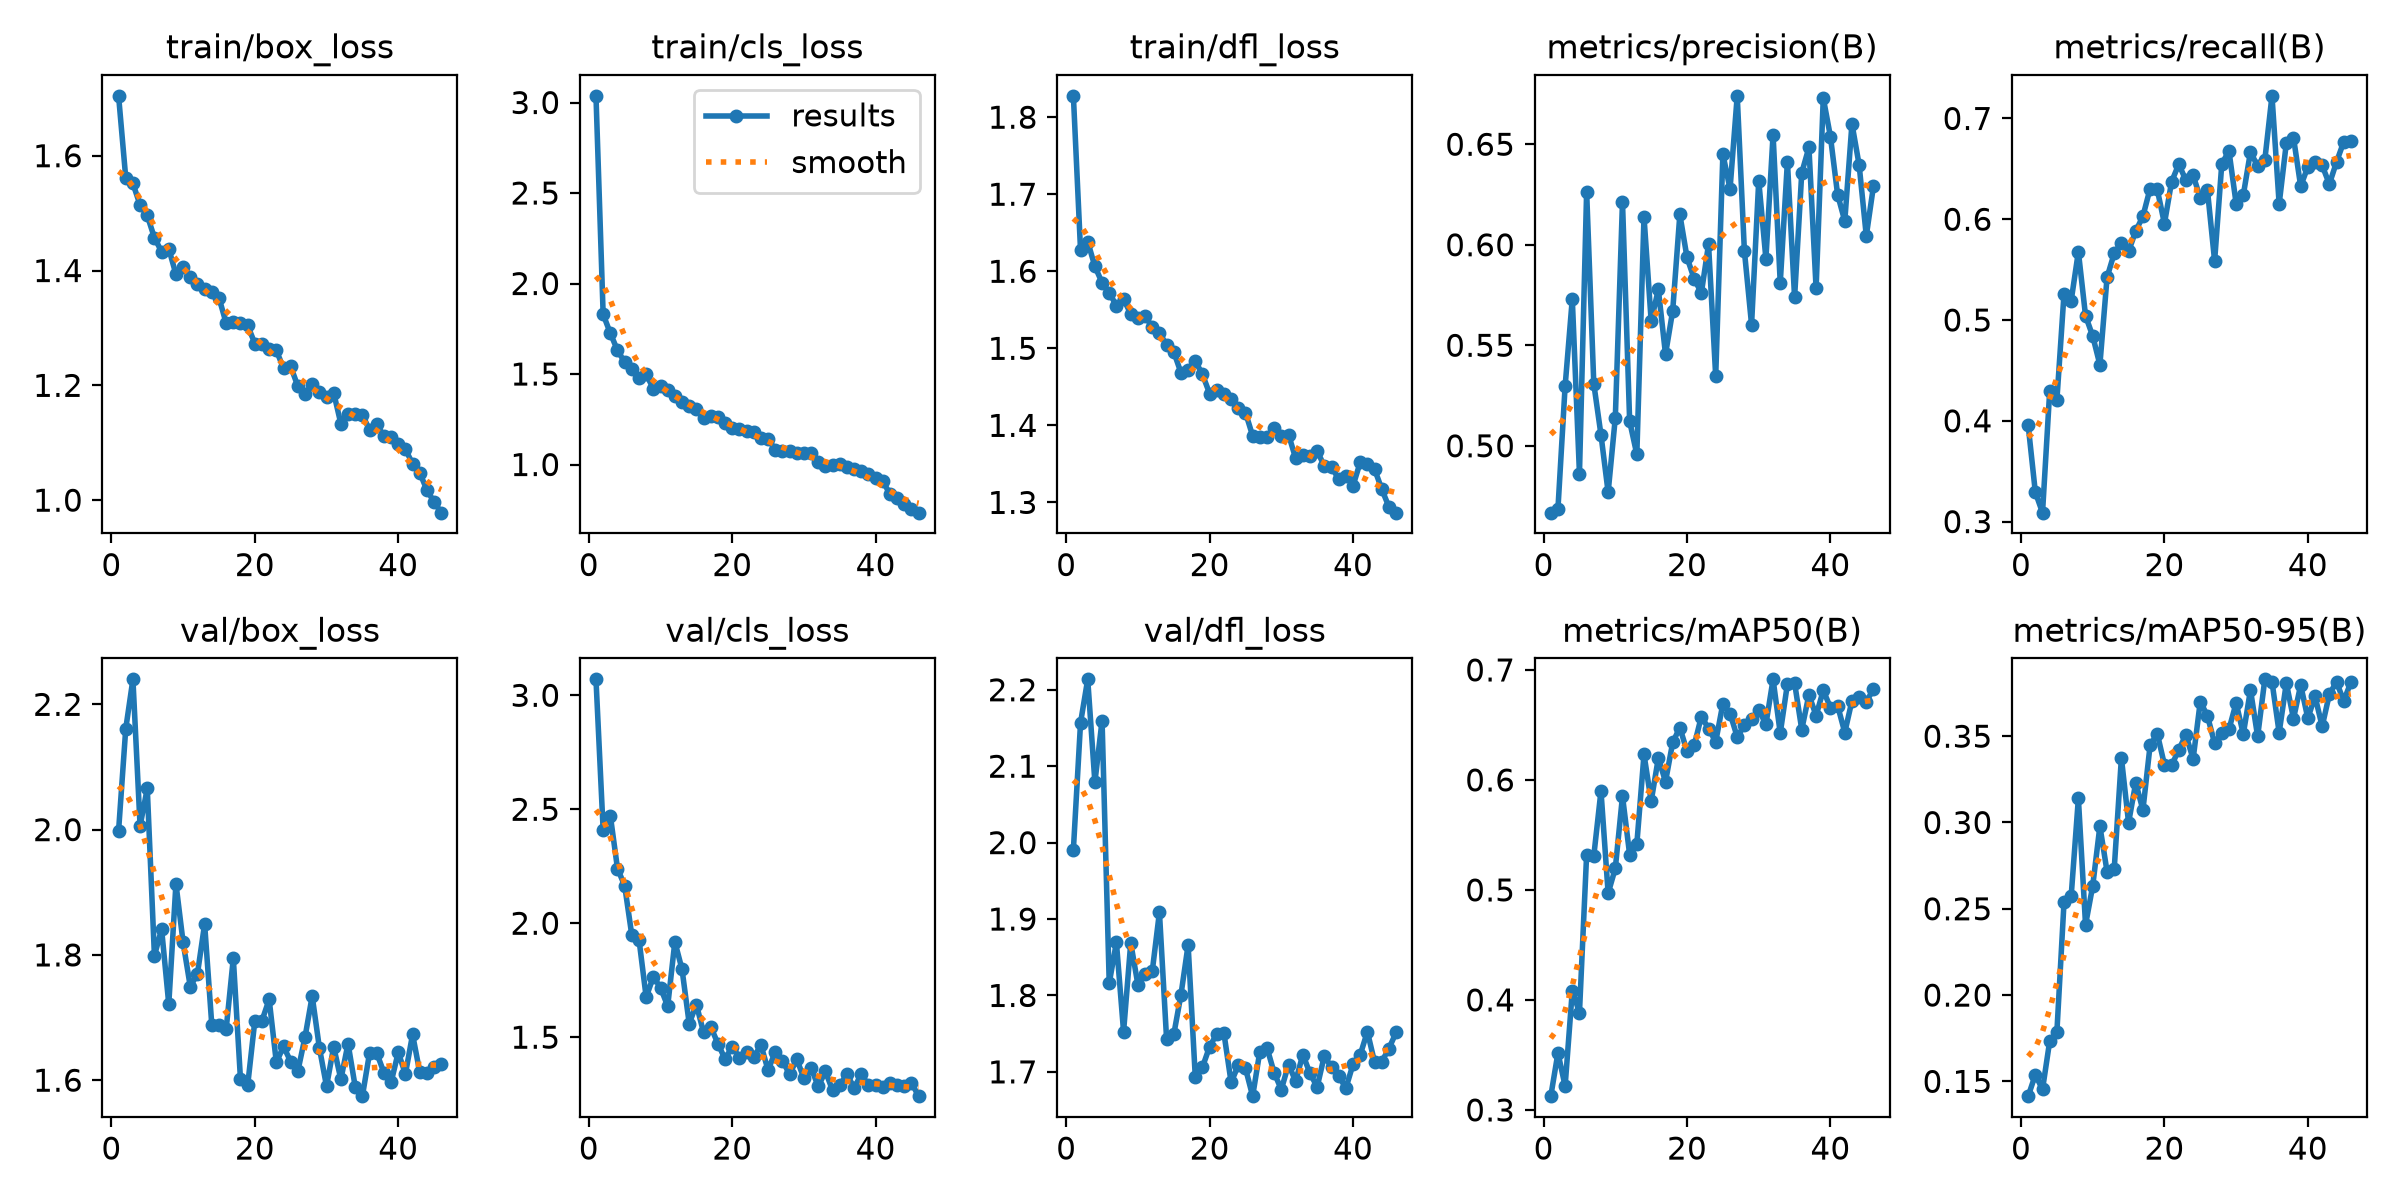 train/box_loss
1.6
1.4
1.2
1.0
0 20 40
train/cls_loss
results
smooth
3.0
2.5
2.0
1.5
1.0
0 20 40
train/dfl_loss
1.8
1.7
1.6
1.5
1.4
1.3
0 20 40
metrics/precision(B)
0.65
0.60
0.55
0.50
0 20 40
metrics/recall(B)
0.7
0.6
0.5
0.4
0.3
0 20 40
val/box_loss
2.2
2.0
1.8
1.6
0 20 40
val/cls_loss
3.0
2.5
2.0
1.5
0 20 40
val/dfl_loss
2.2
2.1
2.0
1.9
1.8
1.7
0 20 40
metrics/mAP50(B)
0.7
0.6
0.5
0.4
0.3
0 20 40
metrics/mAP50-95(B)
0.35
0.30
0.25
0.20
0.15
0 20 40